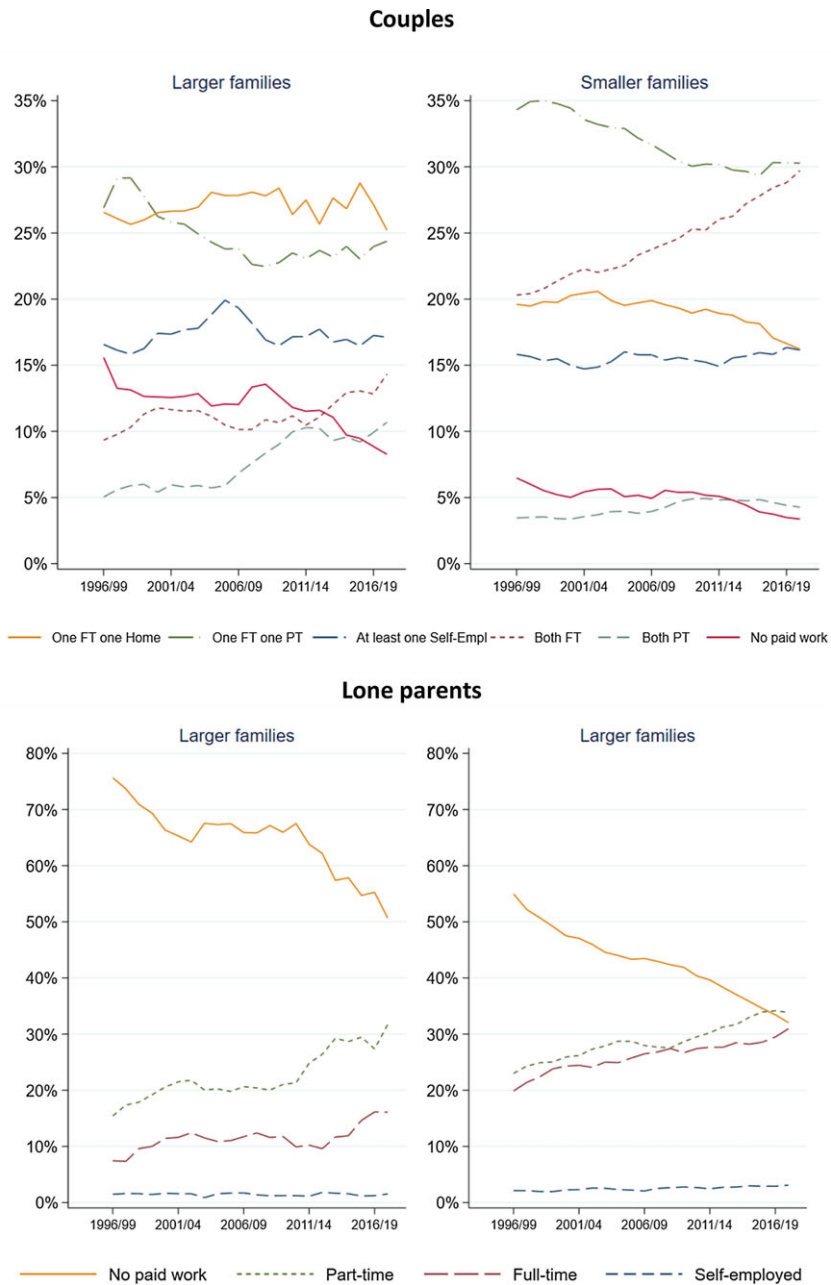 Couples
Larger families
Smaller families
35%
30%
25%
20%
15%
10%
5%
0%
1996/99 2001/04 2006/09 2011/14 2016/19
35%
30%
25%
20%
15%
10%
5%
0%
1996/99 2001/04 2006/09 2011/14 2016/19
One FT one Home One FT one PT At least one Self-Empl Both FT Both PT No paid work
Lone parents
Larger families
Larger families
80%
70%
60%
50%
40%
30%
20%
10%
0%
1996/99 2001/04 2006/09 2011/14 2016/19
80%
70%
60%
50%
40%
30%
20%
10%
0%
1996/99 2001/04 2006/09 2011/14 2016/19
No paid work Part-time Full-time Self-employed